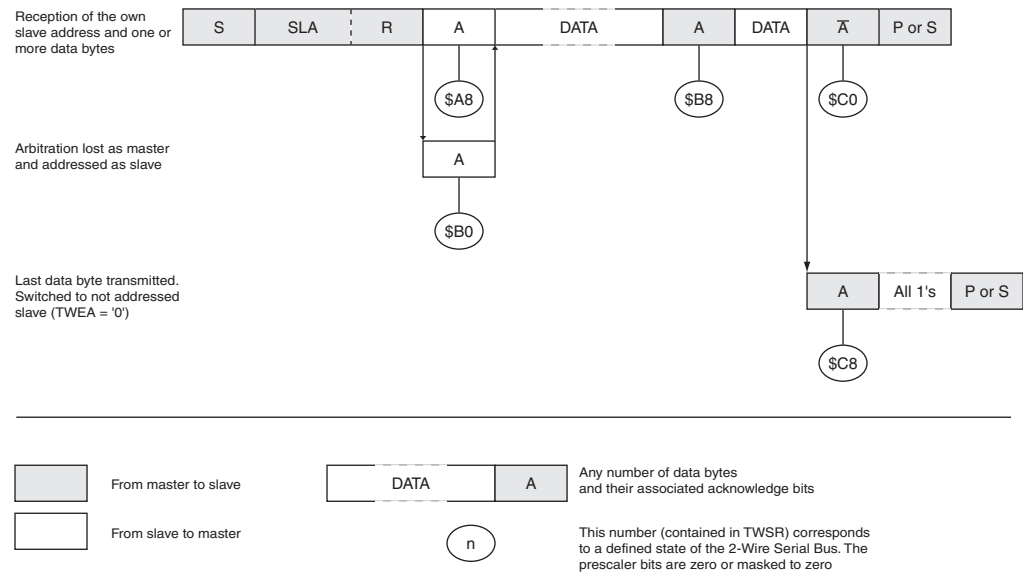 Reception of the own
slave address and one or
more data bytes
S SLA R A DATA A DATA A̅ P or S
$A8 $B8 $C0
Arbitration lost as master
and addressed as slave
A
$B0
Last data byte transmitted.
Switched to not addressed
slave (TWEA = '0')
A All 1's P or S
$C8
From master to slave
From slave to master
DATA A
Any number of data bytes
and their associated acknowledge bits
n
This number (contained in TWSR) corresponds
to a defined state of the 2-Wire Serial Bus. The
prescaler bits are zero or masked to zero